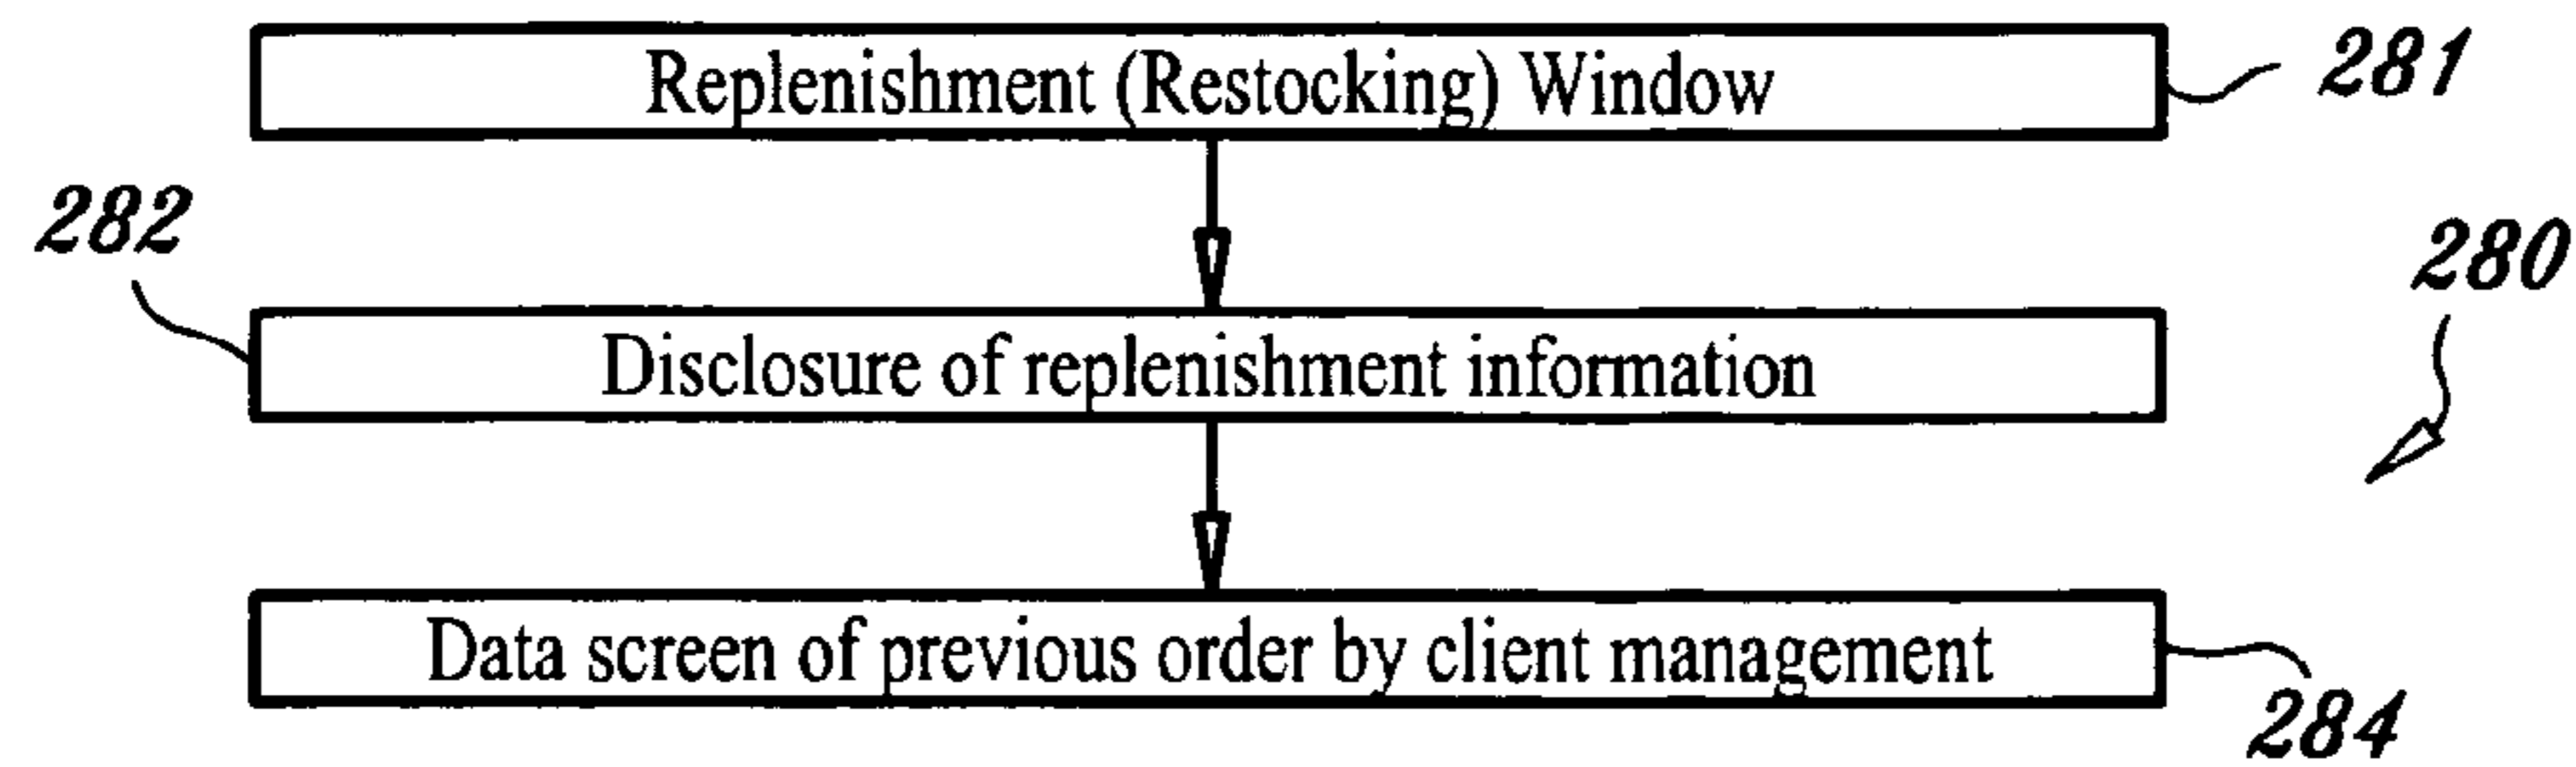 Replenishment (Restocking) Window
281
282
280
Disclosure of replenishment information
Data screen of previous order by client management
284